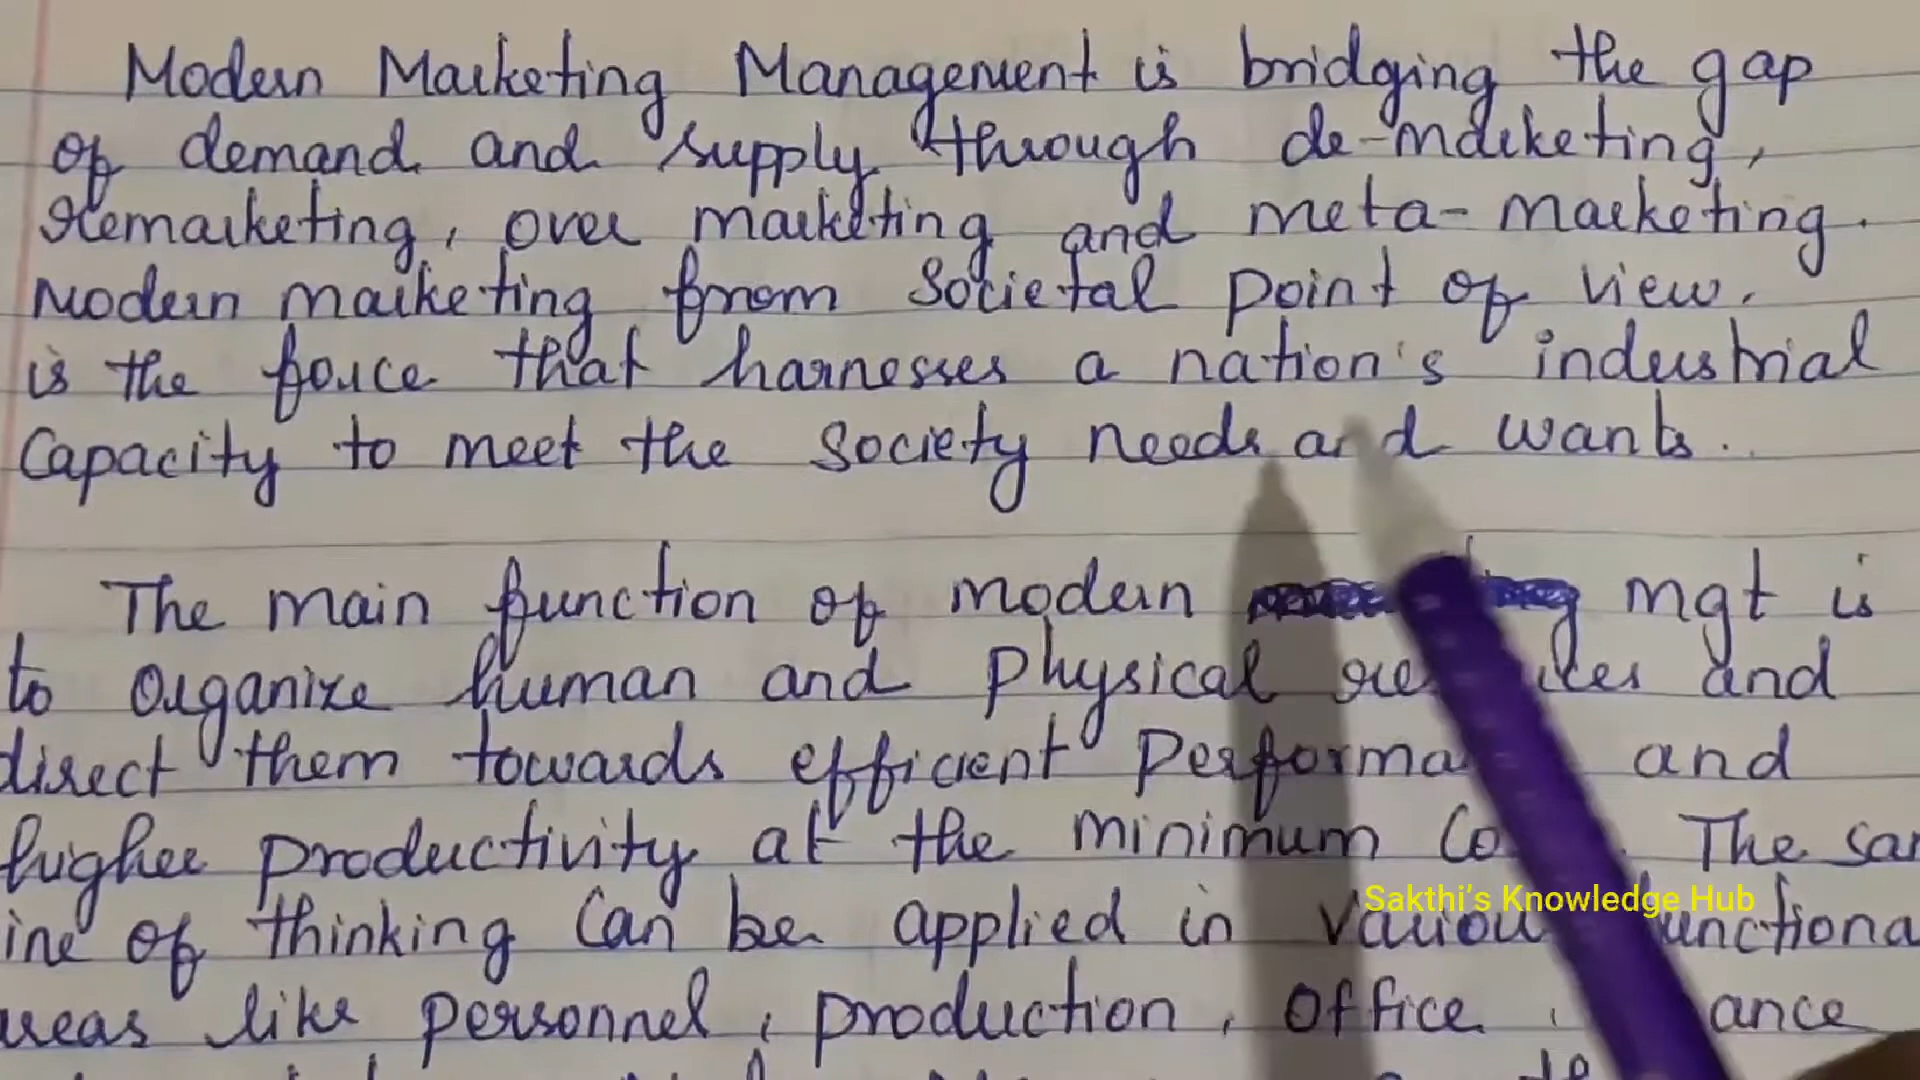 Modern Marketing Management is bridging the gap
of demand and supply through de-marketing,
Remarketing, over marketing and meta-marketing.
Modern marketing from Societal point of view.
is the force that harnesses a nation's industrial
Capacity to meet the society needs and wants.
The main function of modern mgt is
to organize human and physical and
direct them towards efficient and
higher productivity at the minimum The
of thinking can be applied in
like personnel, production, office,
Sakthi's Knowledge Hub